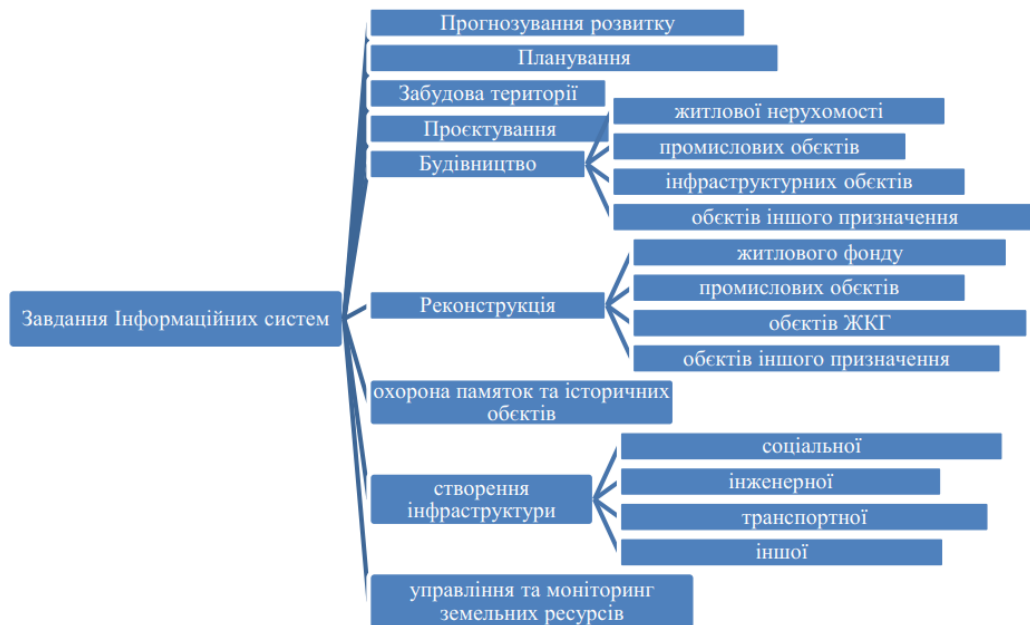 Прогнозування розвитку
Планування
Забудова території
Проєктування
Будівництво
житлової нерухомості
промислових обєктів
інфраструктурних обєктів
обєктів іншого призначення
Завдання Інформаційних систем
Реконструкція
житлового фонду
промислових обєктів
обєктів ЖКГ
обєктів іншого призначення
охорона памяток та історичних
обєктів
створення
інфраструктури
соціальної
інженерної
транспортної
іншої
управління та моніторинг
земельних ресурсів